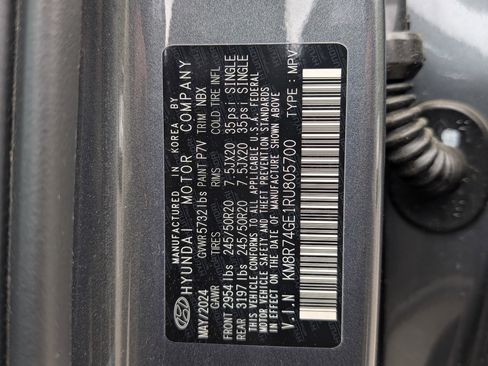 MANUFACTURED IN KOREA BY
HYUNDAI MOTOR COMPANY
MAY/2024 GVWR 5732 lbs PAINT P7V TRIM NBX
GAWR TIRES RIMS COLD TIRE INFL
FRONT 2954 lbs 245/50R20 7.5JX20 35psi SINGLE
REAR 3197 lbs 245/50R20 7.5JX20 35psi SINGLE
THIS VEHICLE CONFORMS TO ALL APPLICABLE U.S.A. FEDERAL
MOTOR VEHICLE SAFETY AND THEFT PREVENTION STANDARDS
IN EFFECT ON THE DATE OF MANUFACTURE SHOWN ABOVE
V.I.N KM8R74GE1RU805700 TYPE : MPV